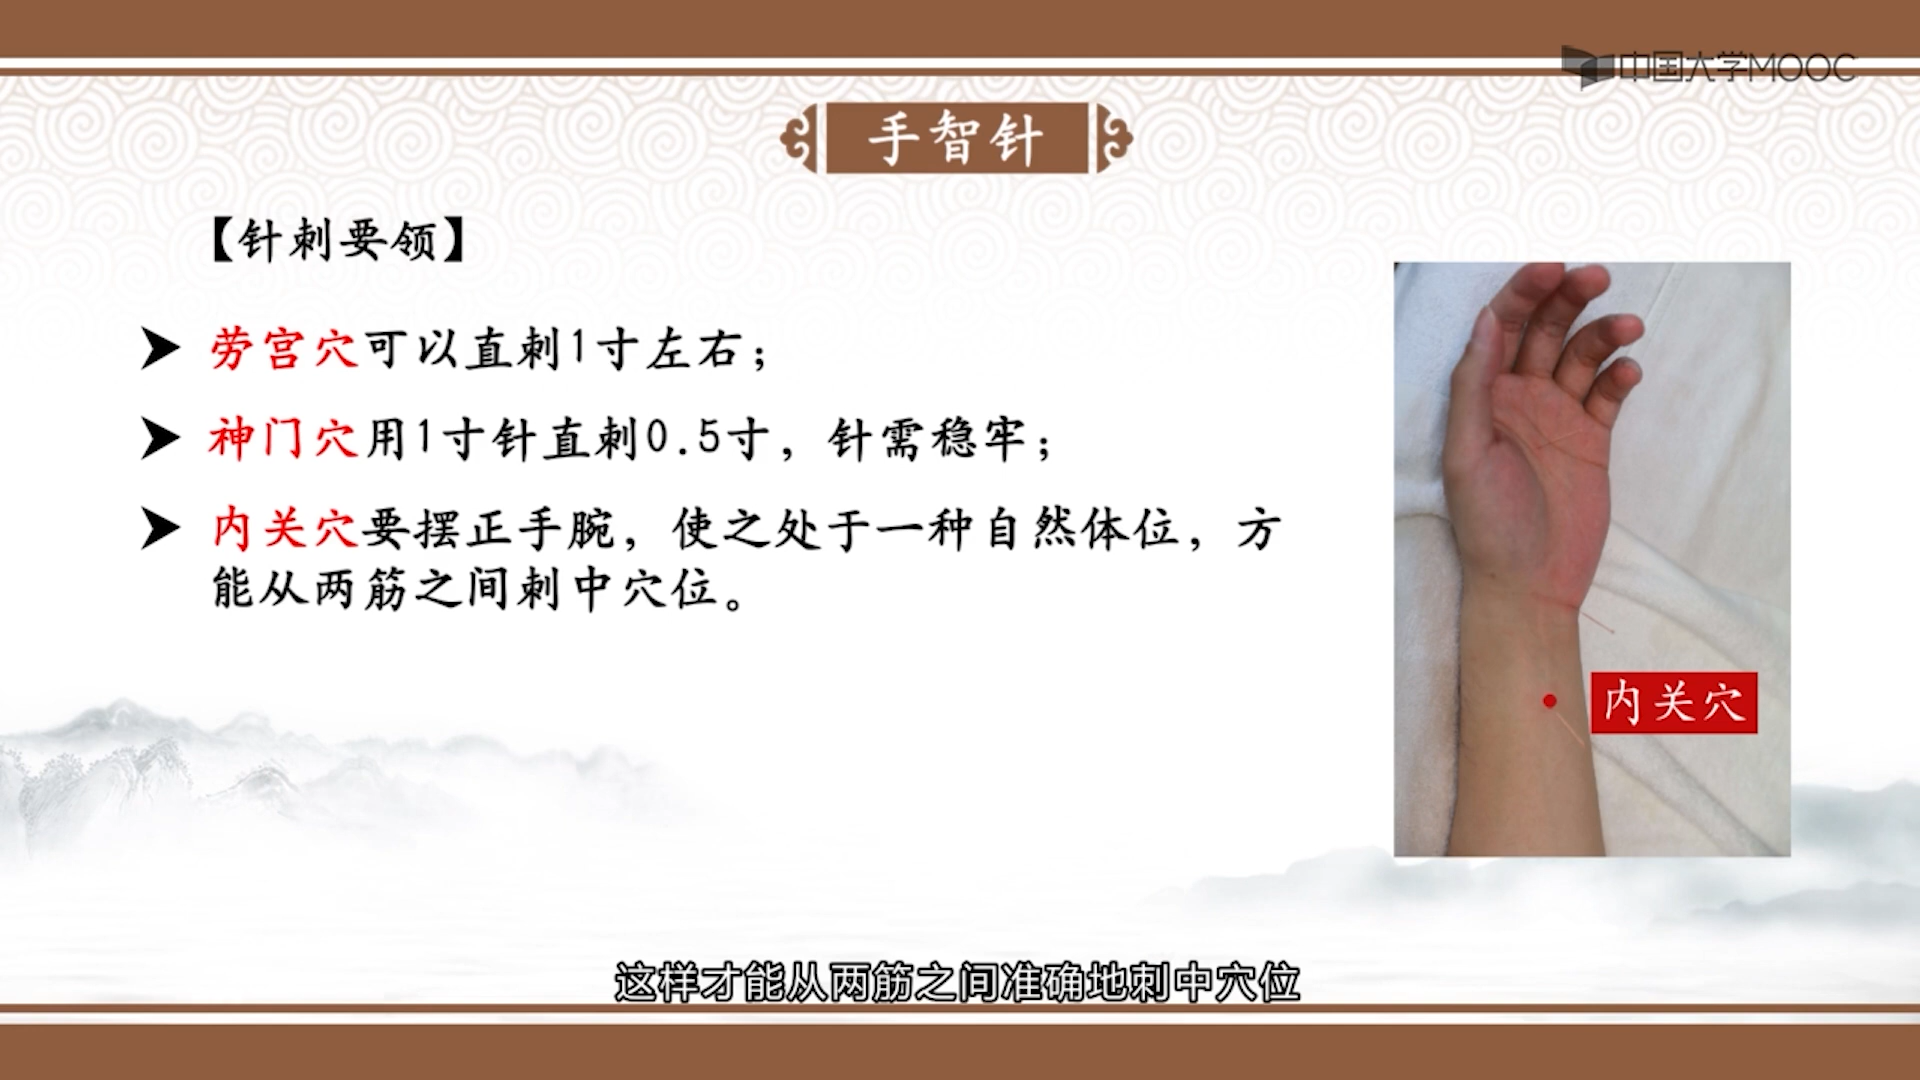 中国大学MOOC
手智针
【针刺要领】
➤ 劳宫穴可以直刺1寸左右；
➤ 神门穴用1寸针直刺0.5寸，针需稳牢；
➤ 内关穴要摆正手腕，使之处于一种自然体位，方
能从两筋之间刺中穴位。
内关穴
这样才能从两筋之间准确地刺中穴位